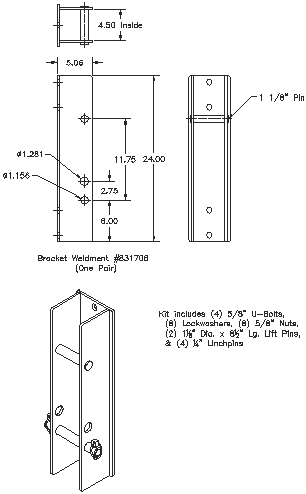 4.50 Inside
5.06
1 1/8" Pin
ø1.281
11.75
24.00
ø1.156
2.75
6.00
Bracket Weldment #831708
(One Pair)
Kit includes (4) 5/8" U-Bolts,
(8) Lockwashers, (8) 5/8" Nuts,
(2) 1⅛" Dia. x 6½" Lg. Lift Pins,
& (4) ¼" Linchpins